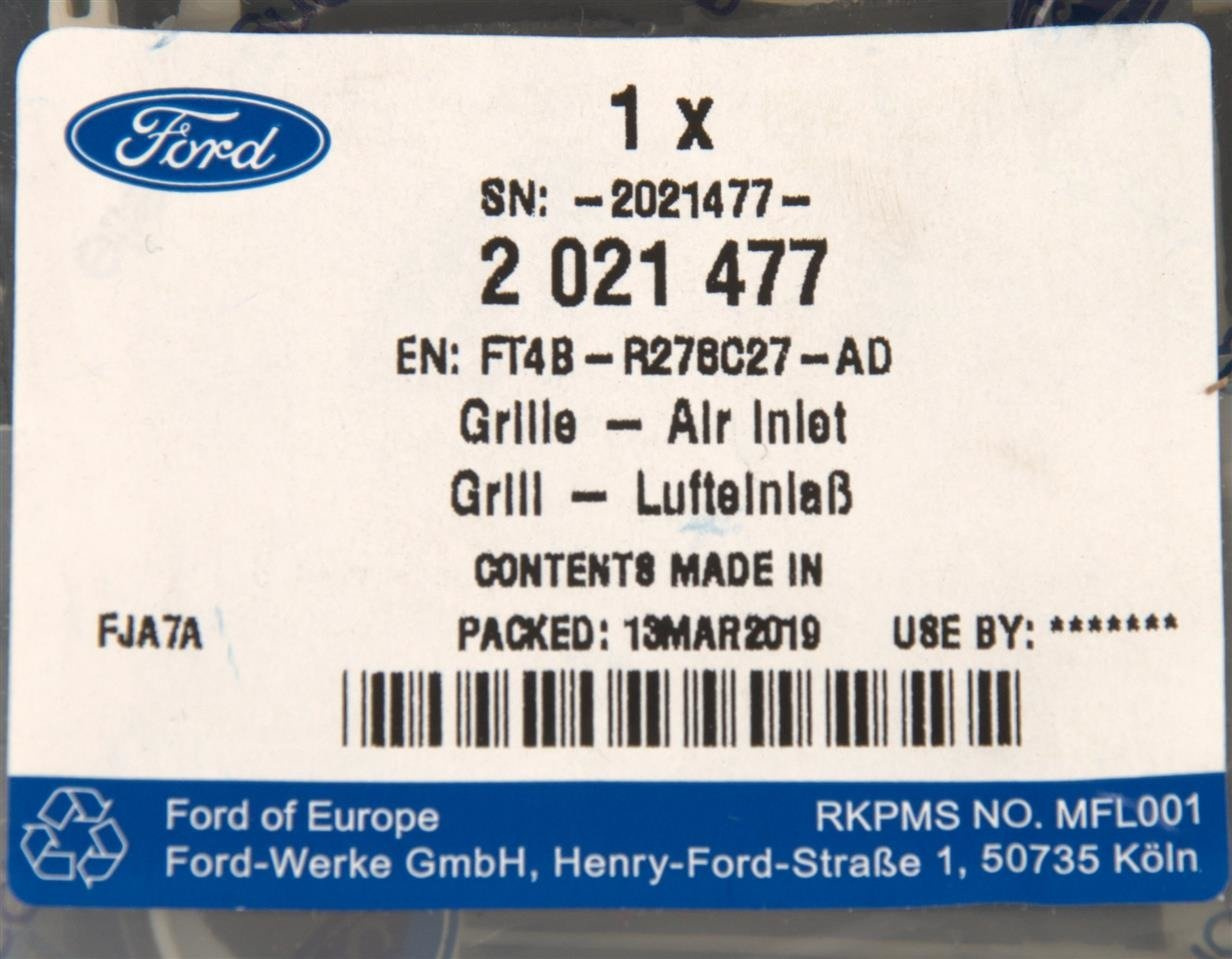 Ford
1 x
SN: -2021477-
2 021 477
EN: FT4B-R278C27-AD
Grille - Air Inlet
Grill - Lufteinlaß
CONTENTS MADE IN
FJA7A PACKED: 13MAR2019 USE BY: *******
Ford of Europe RKPMS NO. MFL001
Ford-Werke GmbH, Henry-Ford-Straße 1, 50735 Köln